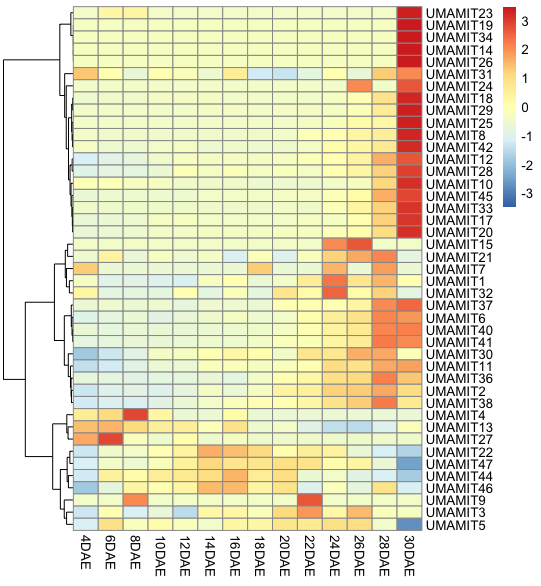 UMAMIT23
UMAMIT19
UMAMIT34
UMAMIT14
UMAMIT26
UMAMIT31
UMAMIT24
UMAMIT18
UMAMIT29
UMAMIT25
UMAMIT8
UMAMIT42
UMAMIT12
UMAMIT28
UMAMIT10
UMAMIT45
UMAMIT33
UMAMIT17
UMAMIT20
UMAMIT15
UMAMIT21
UMAMIT7
UMAMIT1
UMAMIT32
UMAMIT37
UMAMIT6
UMAMIT40
UMAMIT41
UMAMIT30
UMAMIT11
UMAMIT36
UMAMIT2
UMAMIT38
UMAMIT4
UMAMIT13
UMAMIT27
UMAMIT22
UMAMIT47
UMAMIT44
UMAMIT46
UMAMIT9
UMAMIT3
UMAMIT5
4DAE
6DAE
8DAE
10DAE
12DAE
14DAE
16DAE
18DAE
20DAE
22DAE
24DAE
26DAE
28DAE
30DAE
3
2
1
0
-1
-2
-3